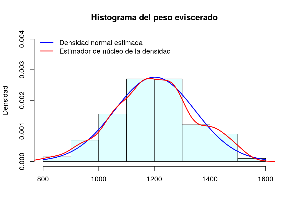 Histograma del peso eviscerado
Densidad normal estimada
Estimador de núcleo de la densidad
Densidad
0.004
0.003
0.002
0.001
0.000
800 1000 1200 1400 1600